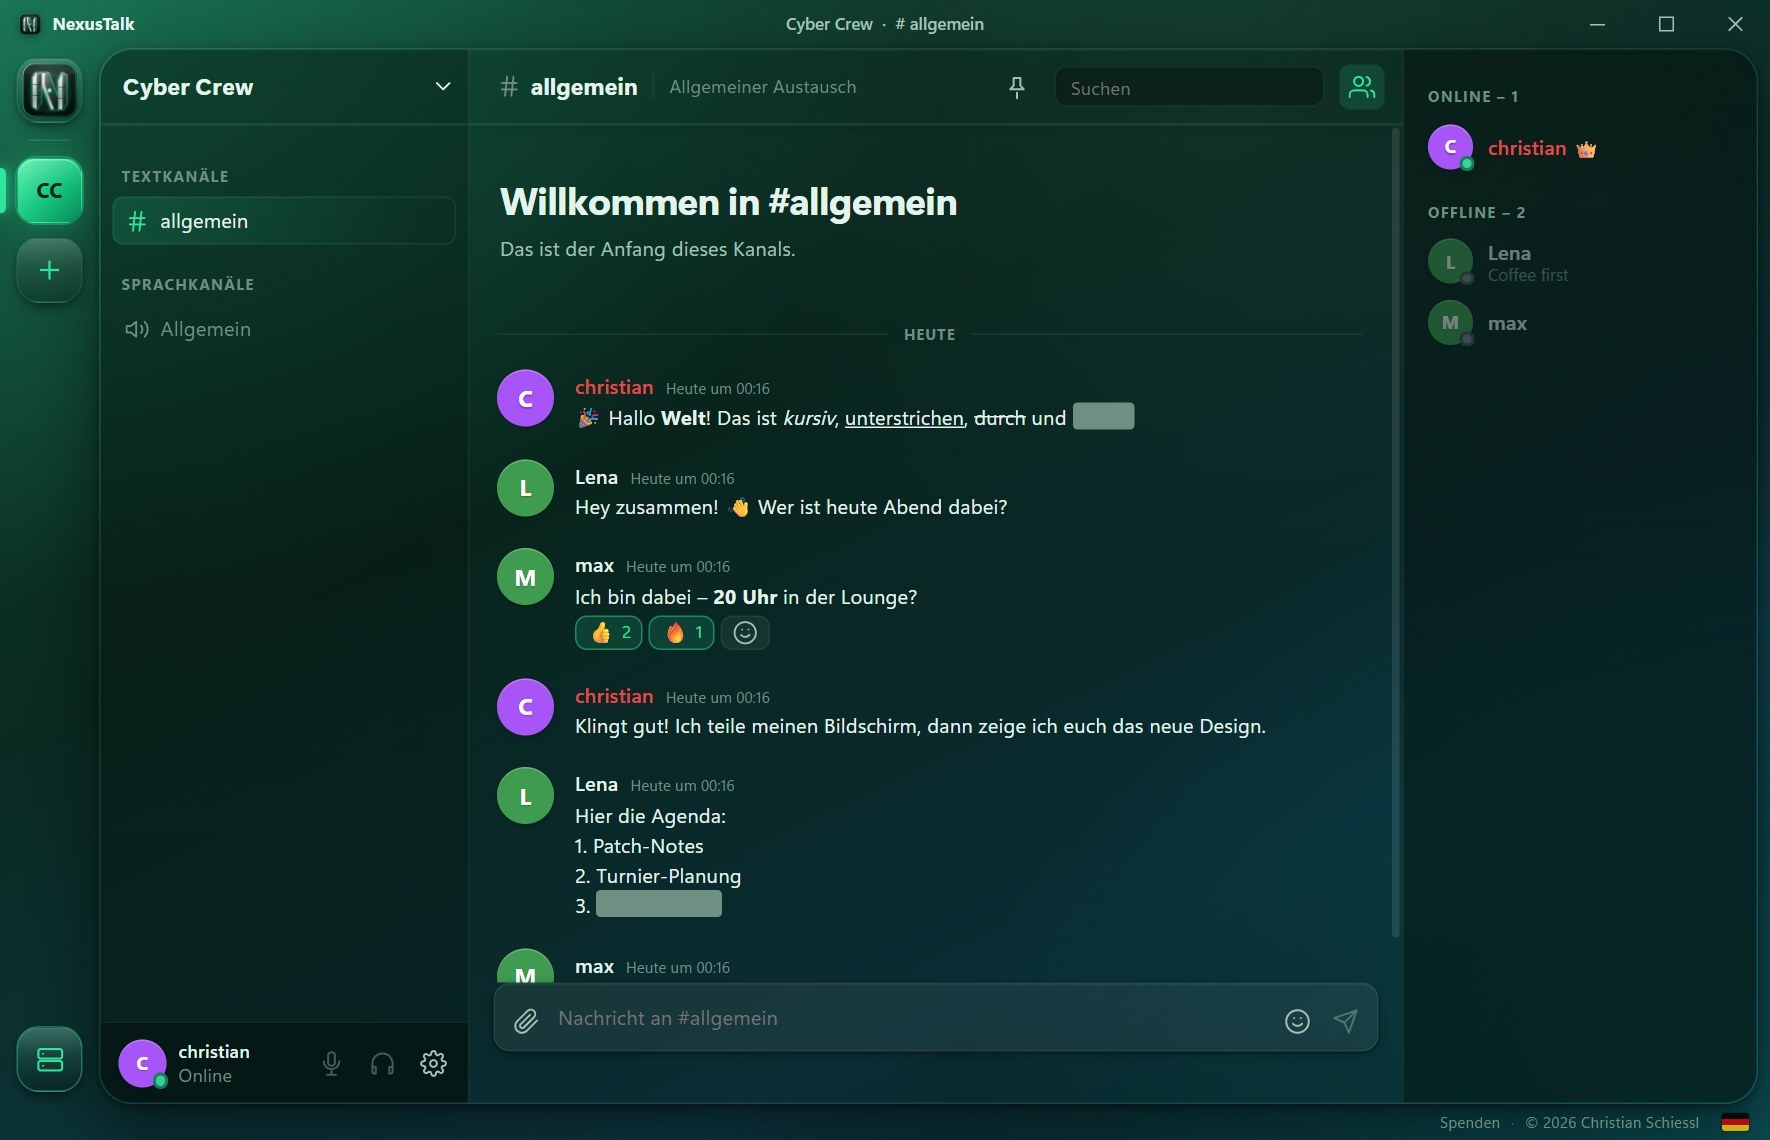 NexusTalk
Cyber Crew · # allgemein
Cyber Crew
# allgemein
Allgemeiner Austausch
Suchen
CC
TEXTKANÄLE
# allgemein
SPRACHKANÄLE
Allgemein
Willkommen in #allgemein
Das ist der Anfang dieses Kanals.
HEUTE
C
christian Heute um 00:16
🎉 Hallo Welt! Das ist kursiv, unterstrichen, durch und
L
Lena Heute um 00:16
Hey zusammen! 👋 Wer ist heute Abend dabei?
M
max Heute um 00:16
Ich bin dabei – 20 Uhr in der Lounge?
👍 2 🔥 1
C
christian Heute um 00:16
Klingt gut! Ich teile meinen Bildschirm, dann zeige ich euch das neue Design.
L
Lena Heute um 00:16
Hier die Agenda:
1. Patch-Notes
2. Turnier-Planung
3.
M
max Heute um 00:16
Nachricht an #allgemein
C
christian
Online
ONLINE – 1
C
christian 👑
OFFLINE – 2
L
Lena
Coffee first
M
max
Spenden · © 2026 Christian Schiessl